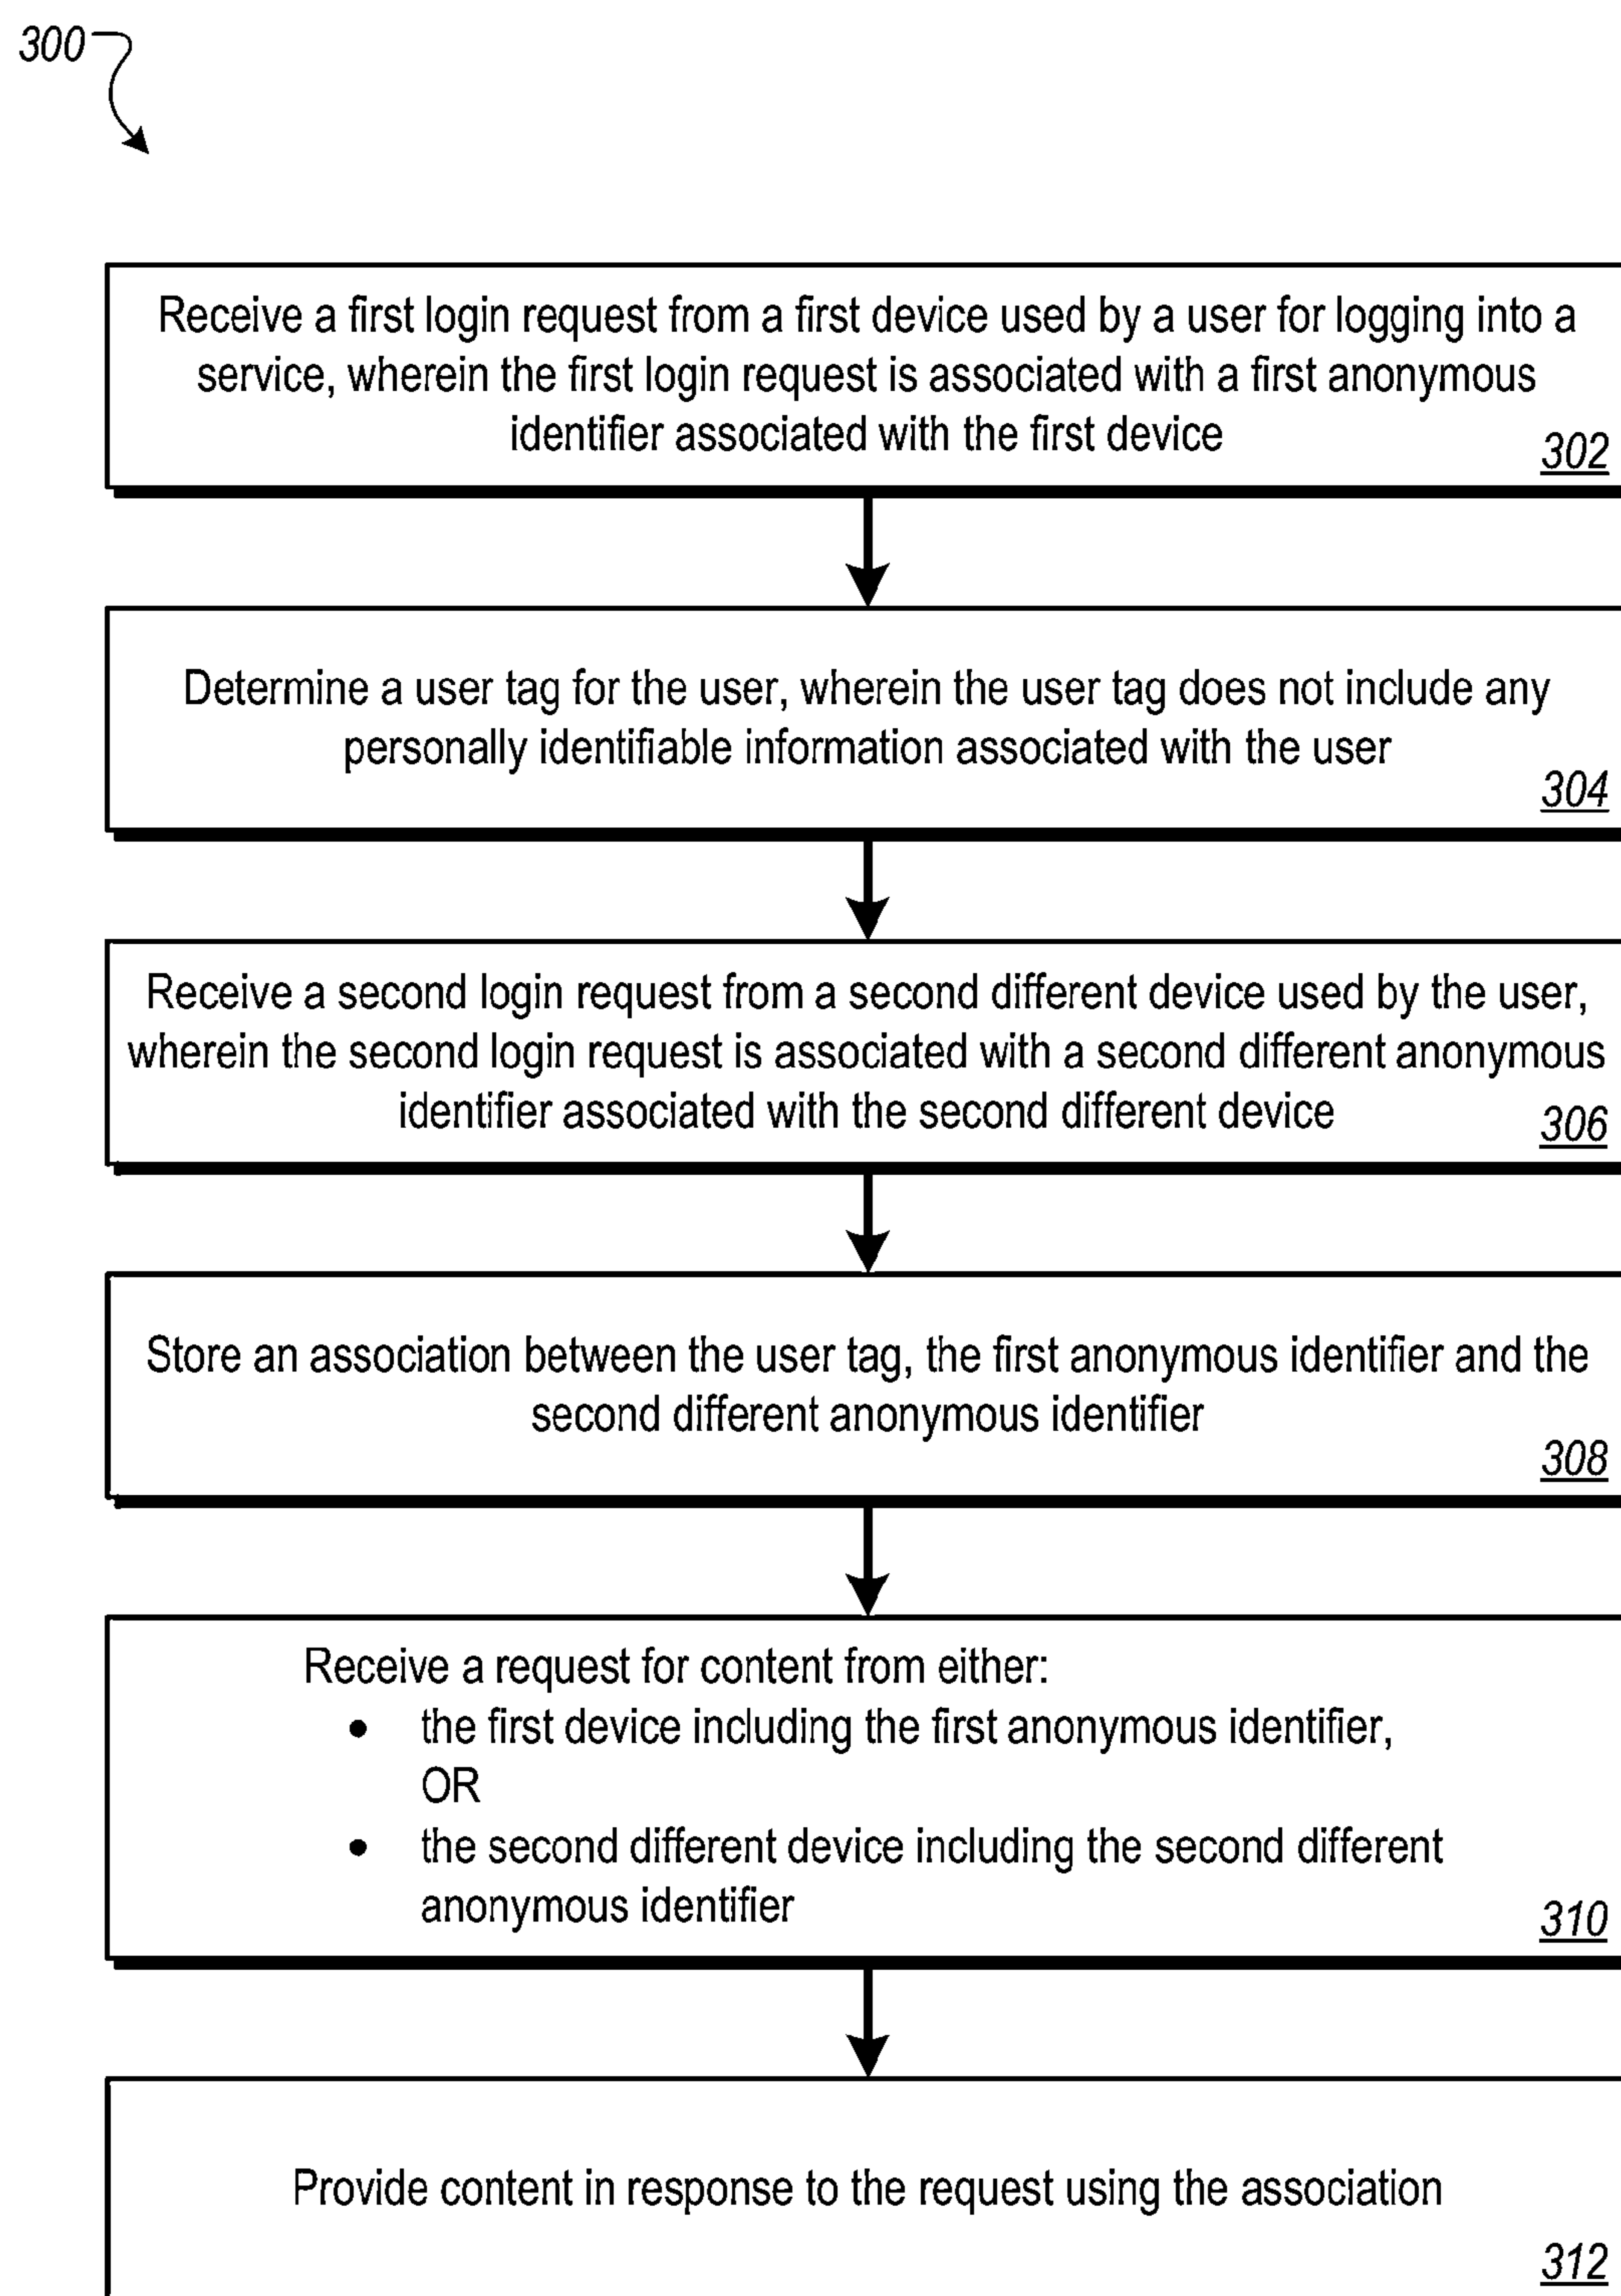 300
Receive a first login request from a first device used by a user for logging into a
service, wherein the first login request is associated with a first anonymous
identifier associated with the first device
302
Determine a user tag for the user, wherein the user tag does not include any
personally identifiable information associated with the user
304
Receive a second login request from a second different device used by the user,
wherein the second login request is associated with a second different anonymous
identifier associated with the second different device
306
Store an association between the user tag, the first anonymous identifier and the
second different anonymous identifier
308
Receive a request for content from either:
• the first device including the first anonymous identifier,
OR
• the second different device including the second different
anonymous identifier
310
Provide content in response to the request using the association
312